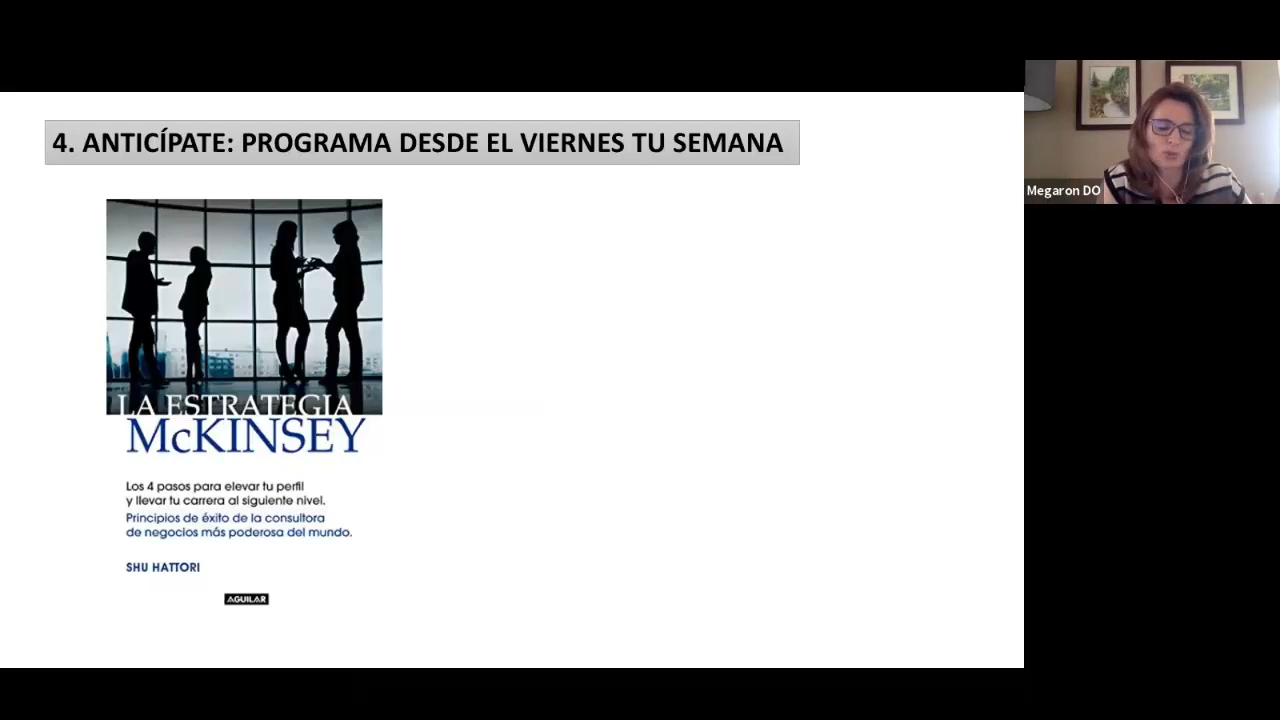 4. ANTICÍPATE: PROGRAMA DESDE EL VIERNES TU SEMANA
Megaron DO
LA ESTRATEGIA
McKINSEY
Los 4 pasos para elevar tu perfil
y llevar tu carrera al siguiente nivel.
Principios de éxito de la consultora
de negocios más poderosa del mundo.
SHU HATTORI
AGUILAR